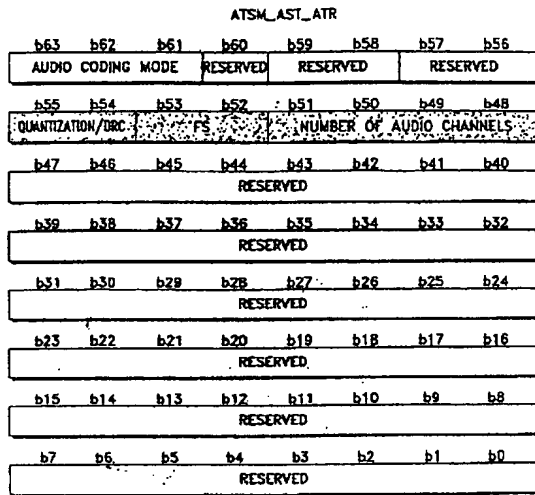 ATSM_AST_ATR
b63 b62 b61 b60 b59 b58 b57 b56
AUDIO CODING MODE RESERVED RESERVED RESERVED
b55 b54 b53 b52 b51 b50 b49 b48
QUANTIZATION/DRC FS NUMBER OF AUDIO CHANNELS
b47 b46 b45 b44 b43 b42 b41 b40
RESERVED
b39 b38 b37 b36 b35 b34 b33 b32
RESERVED
b31 b30 b29 b28 b27 b26 b25 b24
RESERVED
b23 b22 b21 b20 b19 b18 b17 b16
RESERVED
b15 b14 b13 b12 b11 b10 b9 b8
RESERVED
b7 b6 b5 b4 b3 b2 b1 b0
RESERVED